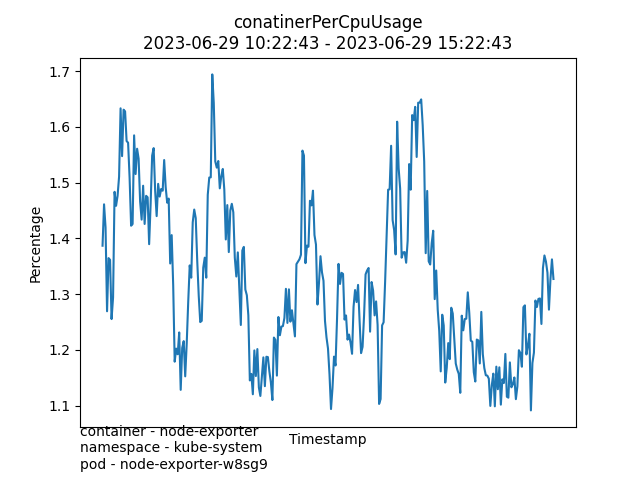 conatinerPerCpuUsage
2023-06-29 10:22:43 - 2023-06-29 15:22:43
1.7
1.6
1.5
1.4
1.3
1.2
1.1
Percentage
Timestamp
container - node-exporter
namespace - kube-system
pod - node-exporter-w8sg9